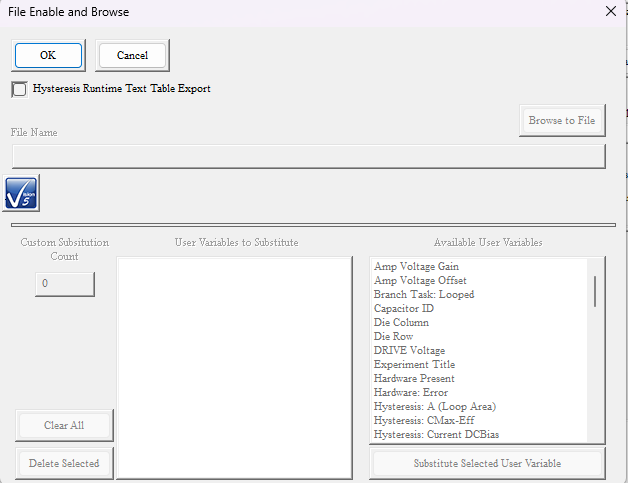 File Enable and Browse
OK
Cancel
Hysteresis Runtime Text Table Export
Browse to File
File Name
Custom Subsitution
Count
User Variables to Substitute
Available User Variables
0
Amp Voltage Gain
Amp Voltage Offset
Branch Task: Looped
Capacitor ID
Die Column
Die Row
DRIVE Voltage
Experiment Title
Hardware Present
Hardware: Error
Hysteresis: A (Loop Area)
Hysteresis: CMax-Eff
Hysteresis: Current DCBias
Clear All
Delete Selected
Substitute Selected User Variable